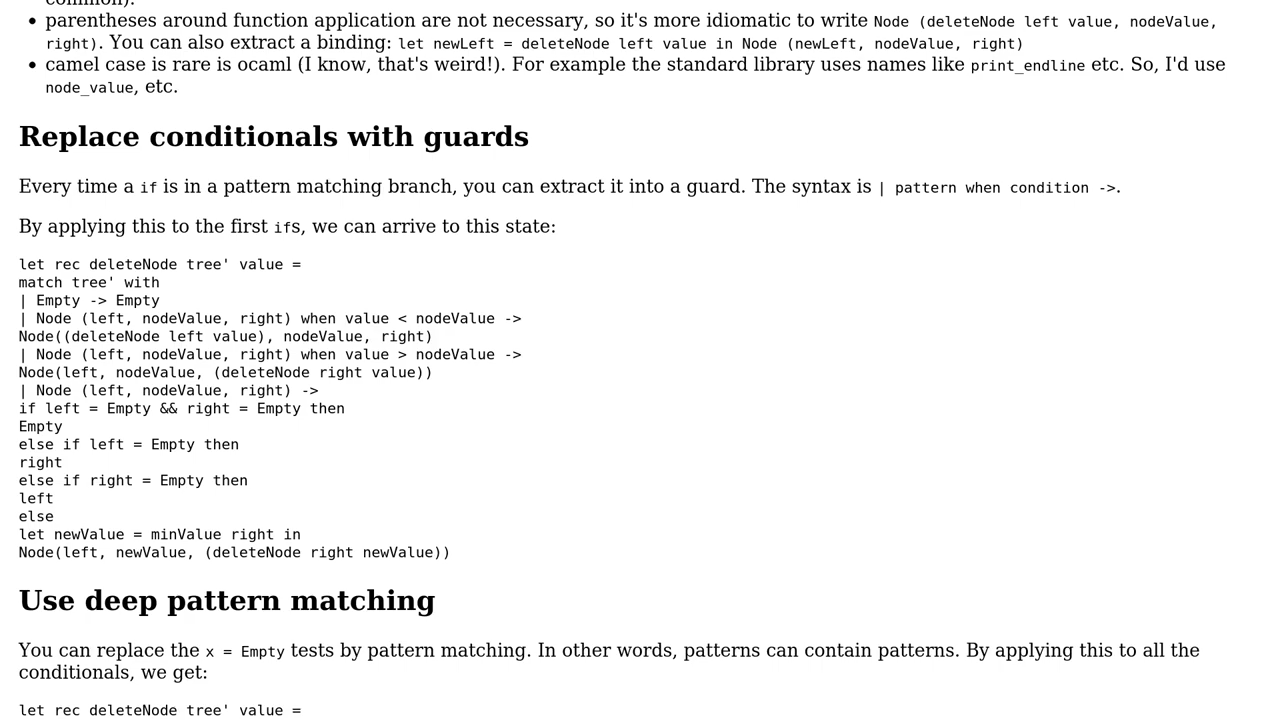 common).
parentheses around function application are not necessary, so it's more idiomatic to write Node (deleteNode left value, nodeValue,
right). You can also extract a binding: let newLeft = deleteNode left value in Node (newLeft, nodeValue, right)
camel case is rare is ocaml (I know, that's weird!). For example the standard library uses names like print_endline etc. So, I'd use
node_value, etc.
Replace conditionals with guards
Every time a if is in a pattern matching branch, you can extract it into a guard. The syntax is | pattern when condition ->.
By applying this to the first ifs, we can arrive to this state:
let rec deleteNode tree' value =
match tree' with
| Empty -> Empty
| Node (left, nodeValue, right) when value < nodeValue ->
Node((deleteNode left value), nodeValue, right)
| Node (left, nodeValue, right) when value > nodeValue ->
Node(left, nodeValue, (deleteNode right value))
| Node (left, nodeValue, right) ->
if left = Empty && right = Empty then
Empty
else if left = Empty then
right
else if right = Empty then
left
else
let newValue = minValue right in
Node(left, newValue, (deleteNode right newValue))
Use deep pattern matching
You can replace the x = Empty tests by pattern matching. In other words, patterns can contain patterns. By applying this to all the
conditionals, we get:
let rec deleteNode tree' value =